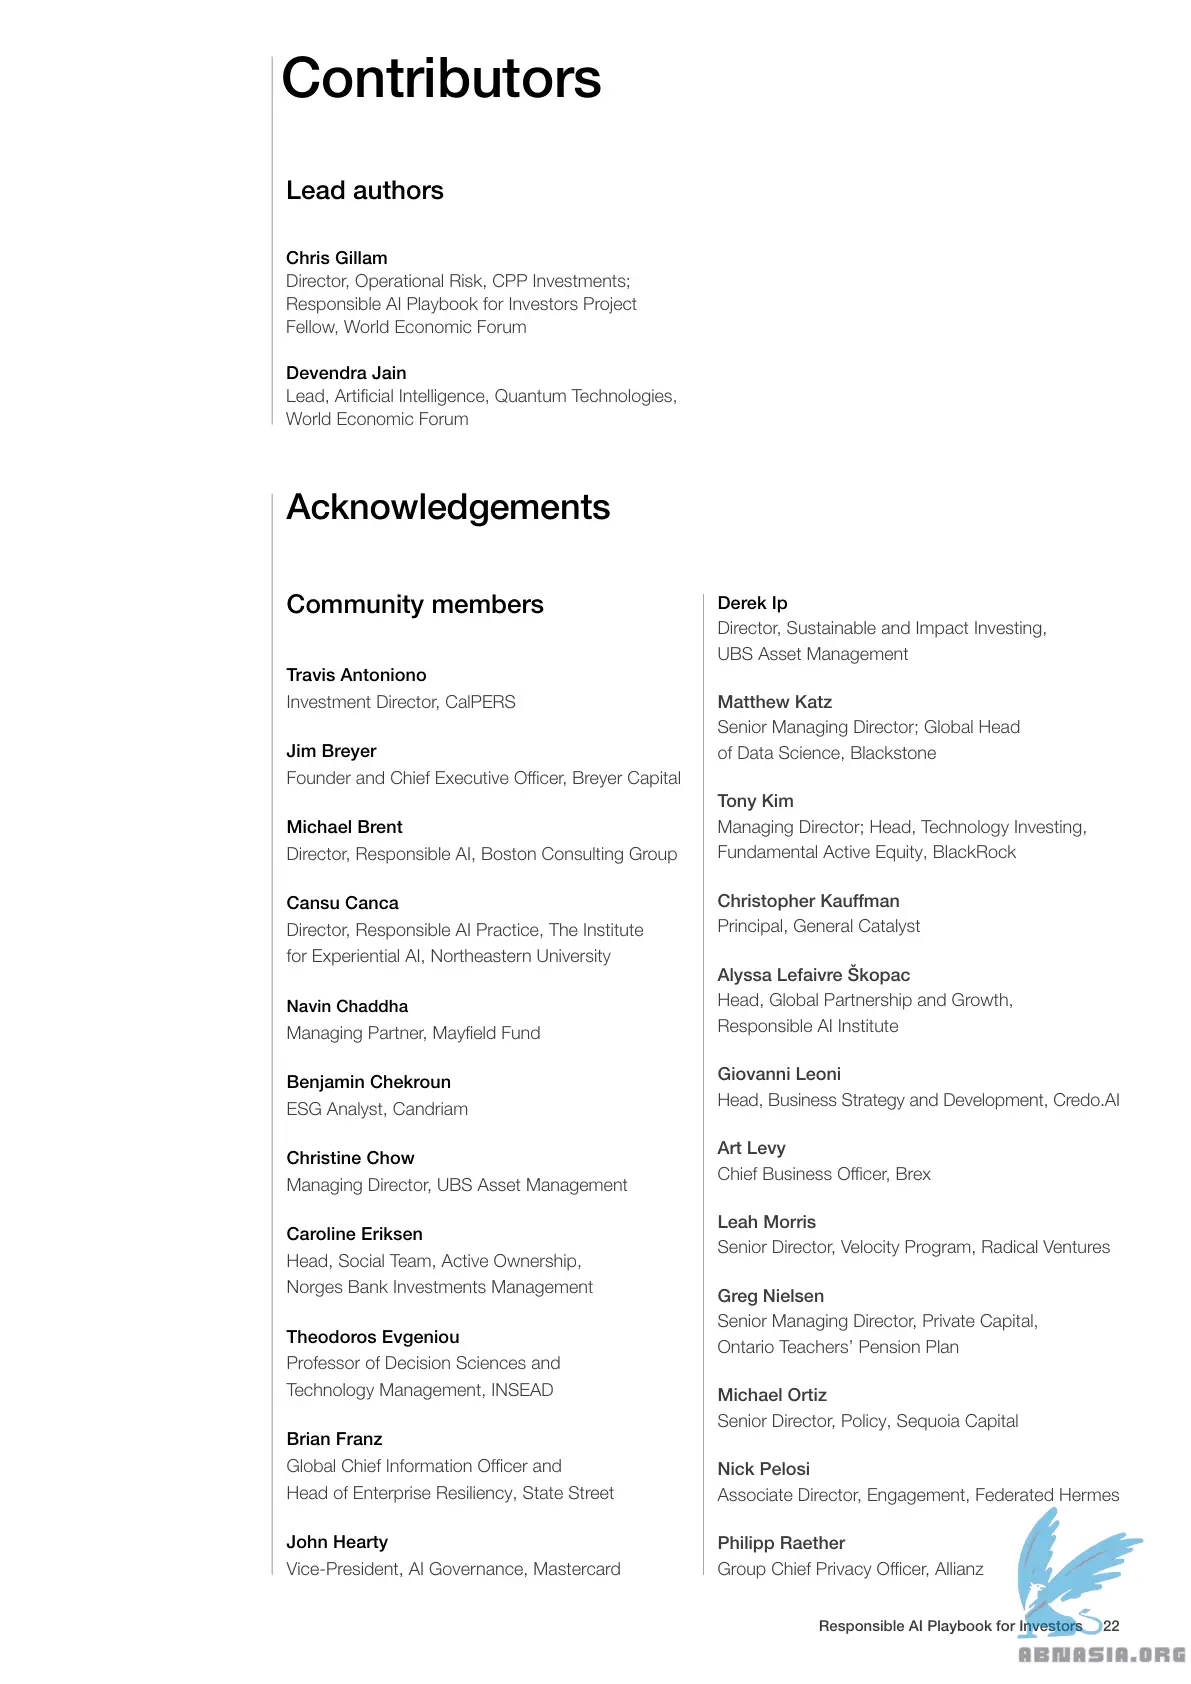 Contributors
Lead authors
Chris Gillam
Director, Operational Risk, CPP Investments;
Responsible AI Playbook for Investors Project
Fellow, World Economic Forum
Devendra Jain
Lead, Artificial Intelligence, Quantum Technologies,
World Economic Forum
Acknowledgements
Community members
Travis Antoniono
Investment Director, CalPERS
Jim Breyer
Founder and Chief Executive Officer, Breyer Capital
Michael Brent
Director, Responsible AI, Boston Consulting Group
Cansu Canca
Director, Responsible AI Practice, The Institute
for Experiential AI, Northeastern University
Navin Chaddha
Managing Partner, Mayfield Fund
Benjamin Chekroun
ESG Analyst, Candriam
Christine Chow
Managing Director, UBS Asset Management
Caroline Eriksen
Head, Social Team, Active Ownership,
Norges Bank Investments Management
Theodoros Evgeniou
Professor of Decision Sciences and
Technology Management, INSEAD
Brian Franz
Global Chief Information Officer and
Head of Enterprise Resiliency, State Street
John Hearty
Vice-President, AI Governance, Mastercard
Derek Ip
Director, Sustainable and Impact Investing,
UBS Asset Management
Matthew Katz
Senior Managing Director; Global Head
of Data Science, Blackstone
Tony Kim
Managing Director; Head, Technology Investing,
Fundamental Active Equity, BlackRock
Christopher Kauffman
Principal, General Catalyst
Alyssa Lefaivre Škopac
Head, Global Partnership and Growth,
Responsible AI Institute
Giovanni Leoni
Head, Business Strategy and Development, Credo.AI
Art Levy
Chief Business Officer, Brex
Leah Morris
Senior Director, Velocity Program, Radical Ventures
Greg Nielsen
Senior Managing Director, Private Capital,
Ontario Teachers’ Pension Plan
Michael Ortiz
Senior Director, Policy, Sequoia Capital
Nick Pelosi
Associate Director, Engagement, Federated Hermes
Philipp Raether
Group Chief Privacy Officer, Allianz
Responsible AI Playbook for Investors 22
ABNASIA.ORG